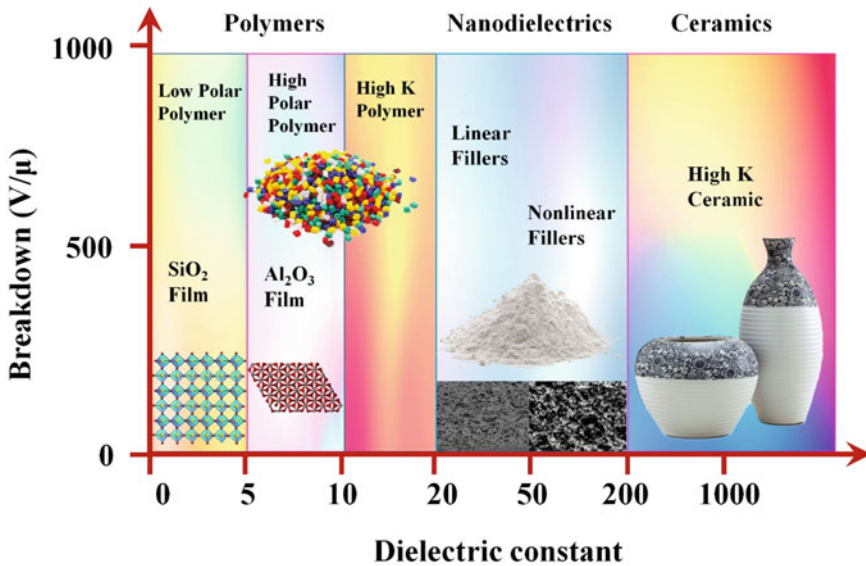 Polymers
Nanodielectrics
Ceramics
1000
500
0
Breakdown (V/μ)
Low Polar
Polymer
High
Polar
Polymer
High K
Polymer
SiO₂
Film
Al₂O₃
Film
Linear
Fillers
Nonlinear
Fillers
High K
Ceramic
0
5
10
20
50
200
1000
Dielectric constant